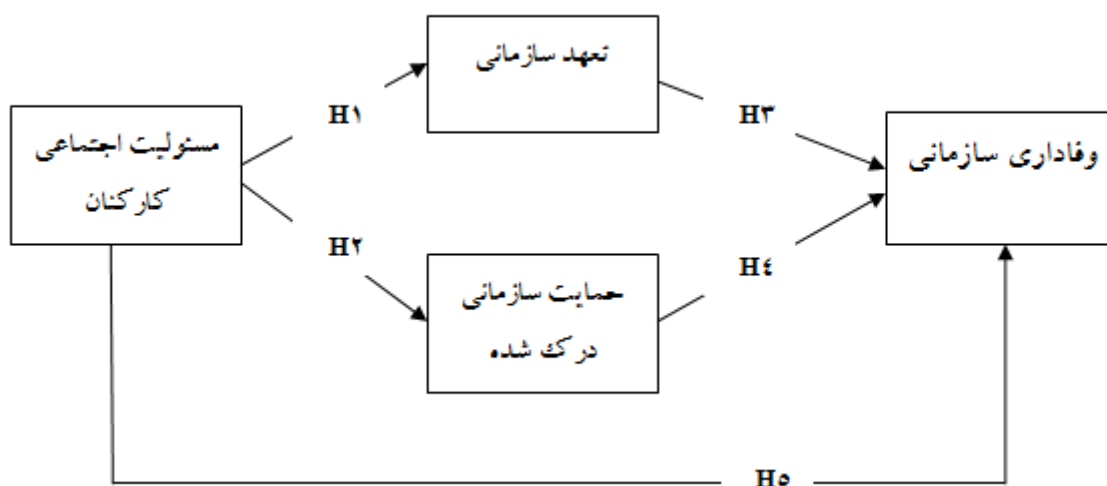 تعهد سازمانی
H۱
H۳
مسئولیت اجتماعی
کارکنان
وفاداری سازمانی
H۲
H٤
حمایت سازمانی
درک شده
H٥